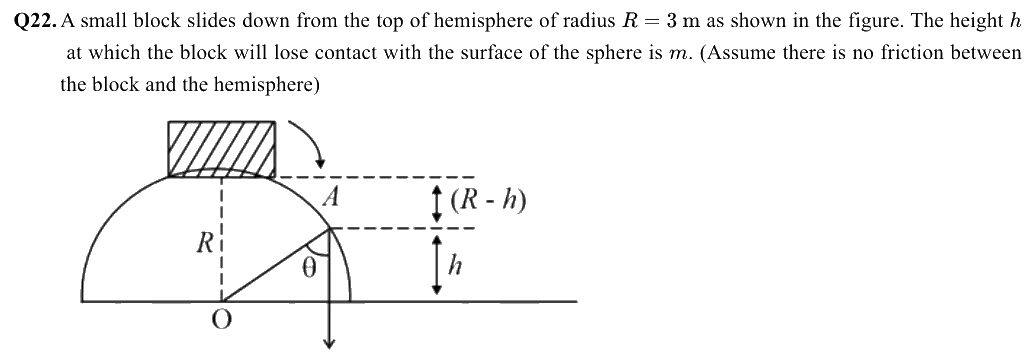 Q22. A small block slides down from the top of hemisphere of radius R = 3 m as shown in the figure. The height h
at which the block will lose contact with the surface of the sphere is m. (Assume there is no friction between
the block and the hemisphere)
A
(R - h)
R
θ
h
O